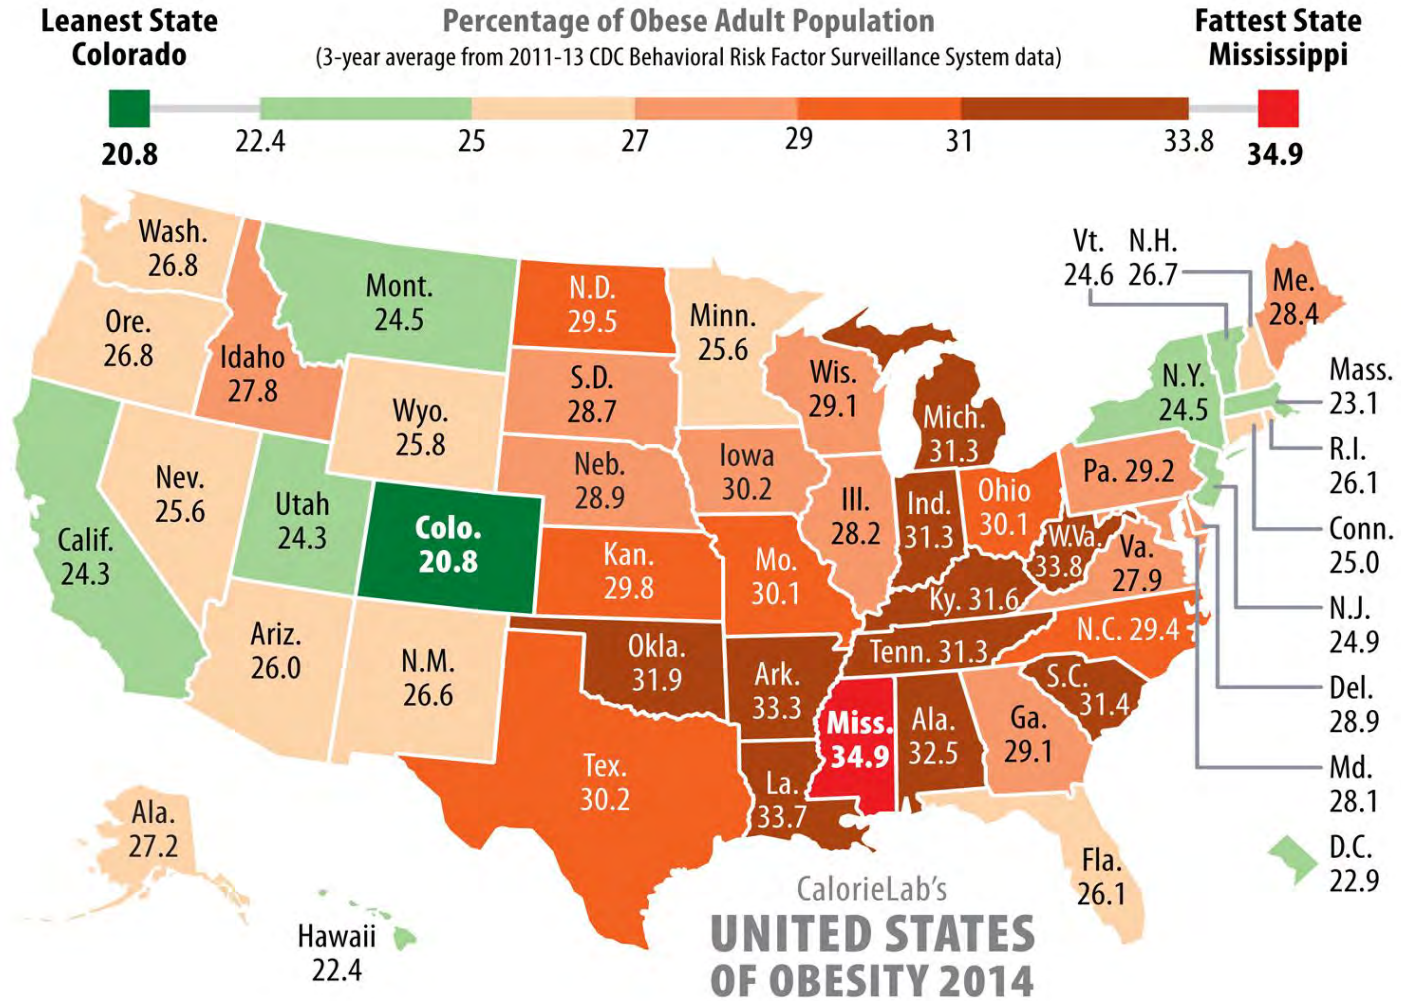 Leanest State
Colorado
Percentage of Obese Adult Population
(3-year average from 2011-13 CDC Behavioral Risk Factor Surveillance System data)
Fattest State
Mississippi
20.8
22.4
25
27
29
31
33.8
34.9
Wash.
26.8
Ore.
26.8
Idaho
27.8
Mont.
24.5
N.D.
29.5
Minn.
25.6
S.D.
28.7
Wis.
29.1
Mich.
31.3
Vt.
24.6
N.H.
26.7
Me.
28.4
N.Y.
24.5
Mass.
23.1
R.I.
26.1
Conn.
25.0
N.J.
24.9
Del.
28.9
Md.
28.1
D.C.
22.9
Wyo.
25.8
Neb.
28.9
Iowa
30.2
Ill.
28.2
Ind.
31.3
Ohio
30.1
Pa. 29.2
W.Va.
33.8
Va.
27.9
Nev.
25.6
Utah
24.3
Colo.
20.8
Kan.
29.8
Mo.
30.1
Ky. 31.6
Calif.
24.3
Ariz.
26.0
N.M.
26.6
Okla.
31.9
Ark.
33.3
Tenn. 31.3
N.C. 29.4
S.C.
31.4
Tex.
30.2
La.
33.7
Miss.
34.9
Ala.
32.5
Ga.
29.1
Fla.
26.1
Ala.
27.2
Hawaii
22.4
CalorieLab's
UNITED STATES
OF OBESITY 2014